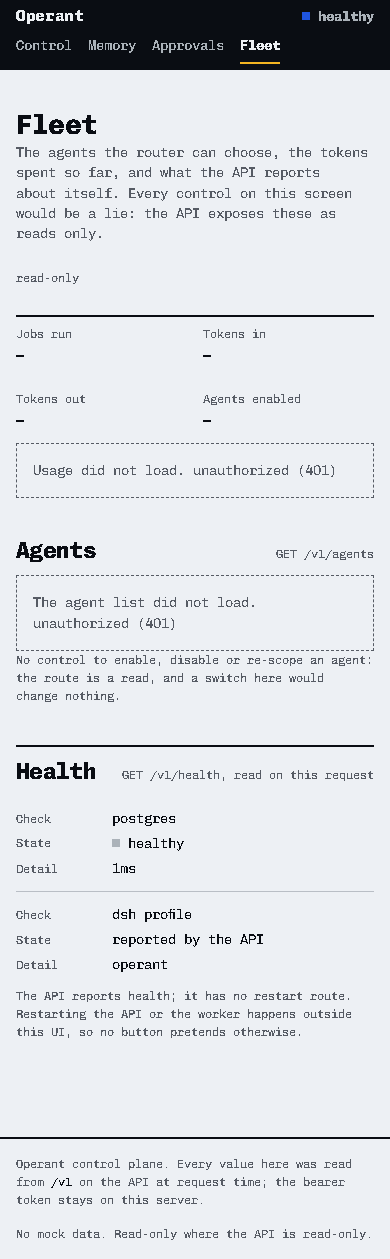 Operant
healthy
Control Memory Approvals Fleet
Fleet
The agents the router can choose, the tokens
spent so far, and what the API reports
about itself. Every control on this screen
would be a lie: the API exposes these as
reads only.
read-only
Jobs run
Tokens in
—
—
Tokens out
Agents enabled
—
—
Usage did not load. unauthorized (401)
Agents
GET /v1/agents
The agent list did not load.
unauthorized (401)
No control to enable, disable or re-scope an agent:
the route is a read, and a switch here would
change nothing.
Health
GET /v1/health, read on this request
Check postgres
State healthy
Detail 1ms
Check dsh profile
State reported by the API
Detail operant
The API reports health; it has no restart route.
Restarting the API or the worker happens outside
this UI, so no button pretends otherwise.
Operant control plane. Every value here was read
from /v1 on the API at request time; the bearer
token stays on this server.
No mock data. Read-only where the API is read-only.